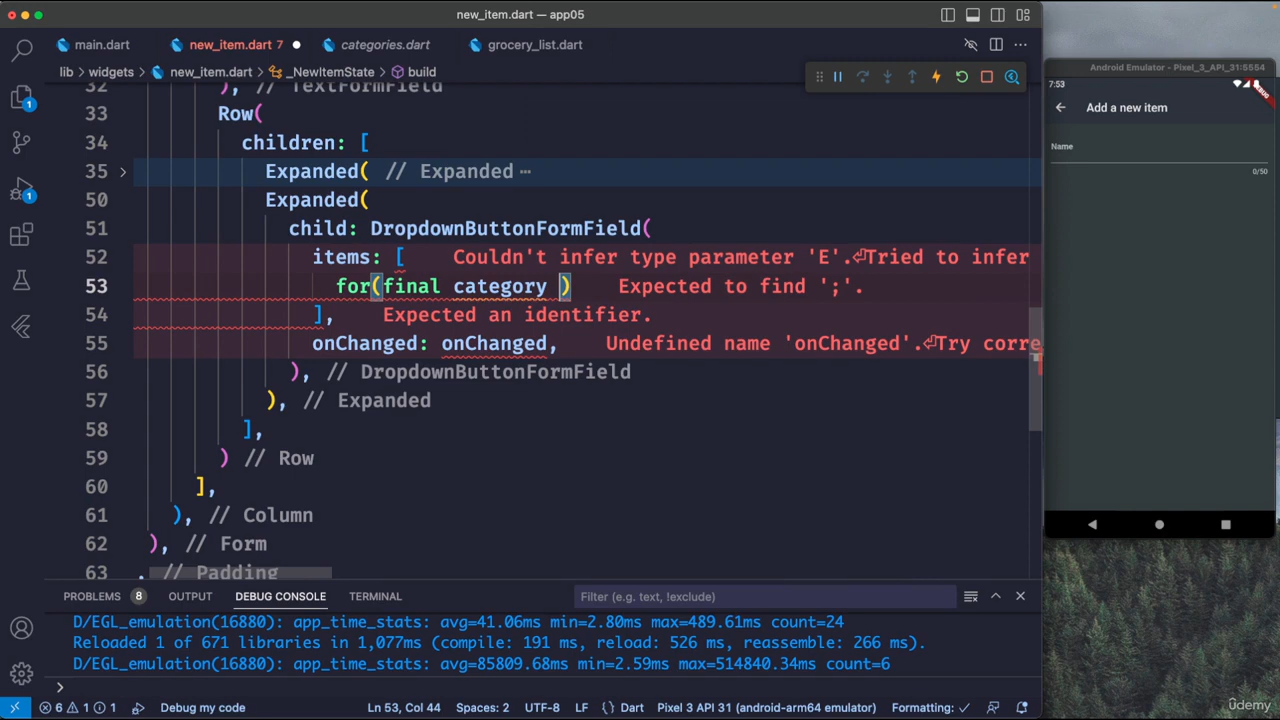 new_item.dart — app05
main.dart
new_item.dart 7
categories.dart
grocery_list.dart
lib > widgets > new_item.dart > _NewItemState > build
32 ), // TextFormField
33 Row(
34 children: [
35 Expanded( // Expanded ⋯
50 Expanded(
51 child: DropdownButtonFormField(
52 items: [ Couldn't infer type parameter 'E'.⏎Tried to infer
53 for(final category ) Expected to find ';'.
54 ], Expected an identifier.
55 onChanged: onChanged, Undefined name 'onChanged'.⏎Try corre
56 ), // DropdownButtonFormField
57 ), // Expanded
58 ],
59 ) // Row
60 ],
61 ), // Column
62 ), // Form
63 , // Padding
1
1
PROBLEMS 8 OUTPUT DEBUG CONSOLE TERMINAL
Filter (e.g. text, !exclude)
D/EGL_emulation(16880): app_time_stats: avg=41.06ms min=2.80ms max=489.61ms count=24
Reloaded 1 of 671 libraries in 1,077ms (compile: 191 ms, reload: 526 ms, reassemble: 266 ms).
D/EGL_emulation(16880): app_time_stats: avg=85809.68ms min=2.59ms max=514840.34ms count=6
>
6 1 1 Debug my code Ln 53, Col 44 Spaces: 2 UTF-8 LF {} Dart Pixel 3 API 31 (android-arm64 emulator) Formatting: ✓
Android Emulator - Pixel_3_API_31:5554
7:53
DEBUG
Add a new item
Name
0/50
ûdemy